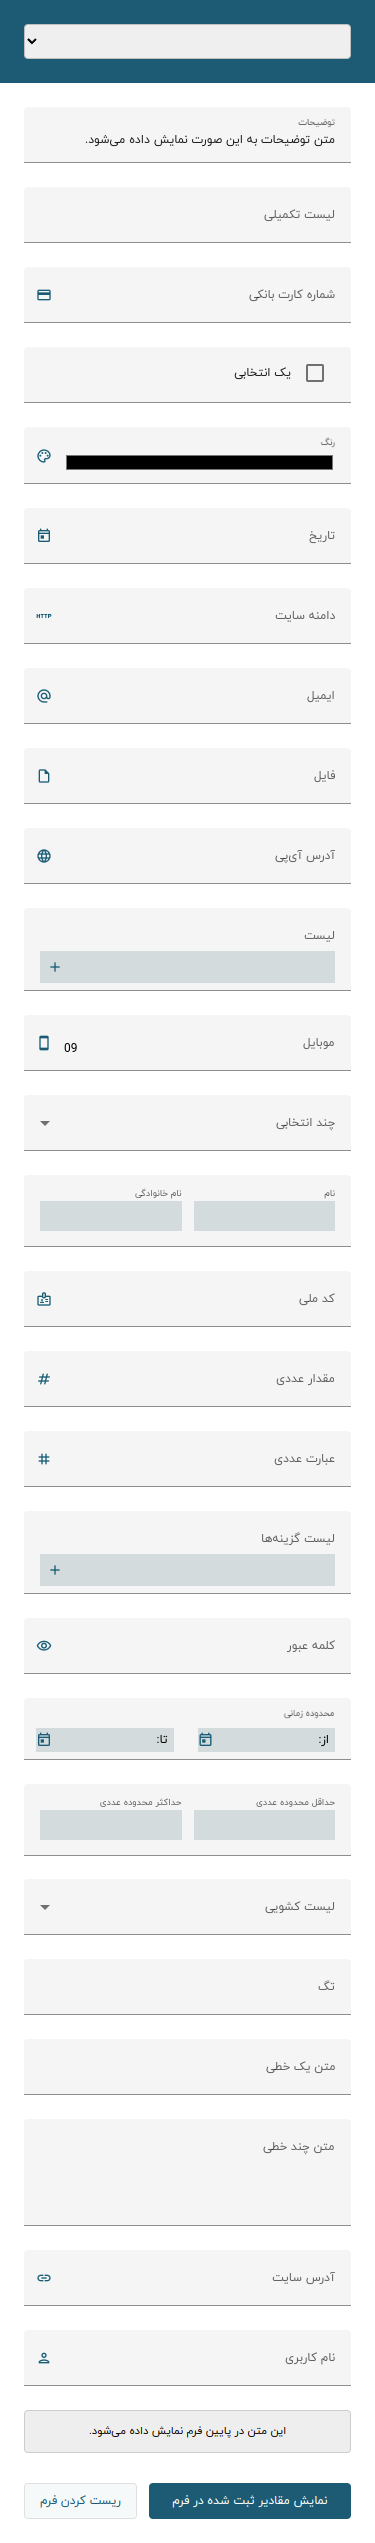 توضیحات
متن توضیحات به این صورت نمایش داده می‌شود.
لیست تکمیلی
شماره کارت بانکی
یک انتخابی
رنگ
تاریخ
دامنه سایت
HTTP
ایمیل
فایل
آدرس آی‌پی
لیست
موبایل
09
چند انتخابی
نام
نام خانوادگی
کد ملی
مقدار عددی
عبارت عددی
لیست گزینه‌ها
کلمه عبور
محدوده زمانی
از:
تا:
حداقل محدوده عددی
حداکثر محدوده عددی
لیست کشویی
تگ
متن یک خطی
متن چند خطی
آدرس سایت
نام کاربری
این متن در پایین فرم نمایش داده می‌شود.
نمایش مقادیر ثبت شده در فرم
ریست کردن فرم